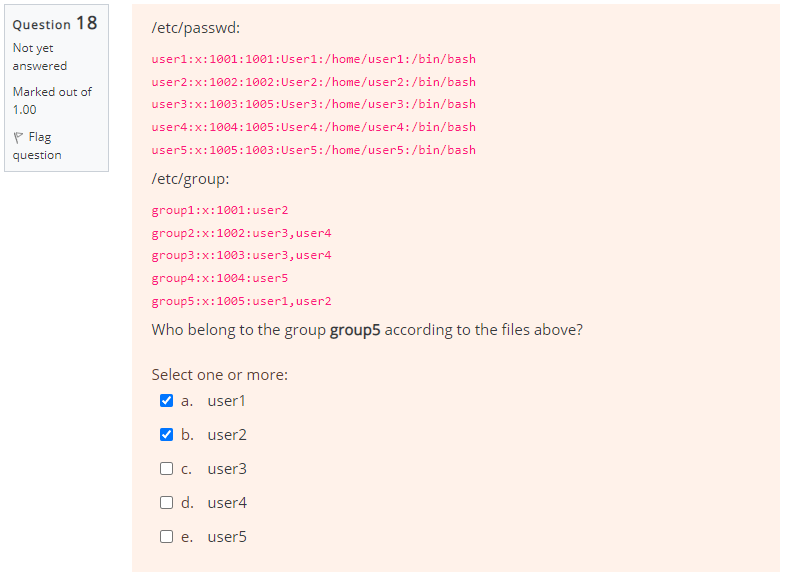 Question 18
Not yet
answered
Marked out of
1.00
Flag
question
/etc/passwd:
user1:x:1001:1001:User1:/home/user1:/bin/bash
user2:x:1002:1002:User2:/home/user2:/bin/bash
user3:x:1003:1005:User3:/home/user3:/bin/bash
user4:x:1004:1005:User4:/home/user4:/bin/bash
user5:x:1005:1003:User5:/home/user5:/bin/bash
/etc/group:
group1:x:1001:user2
group2:x:1002:user3,user4
group3:x:1003:user3,user4
group4:x:1004:user5
group5:x:1005:user1,user2
Who belong to the group group5 according to the files above?
Select one or more:
a. user1
b. user2
c. user3
d. user4
e. user5